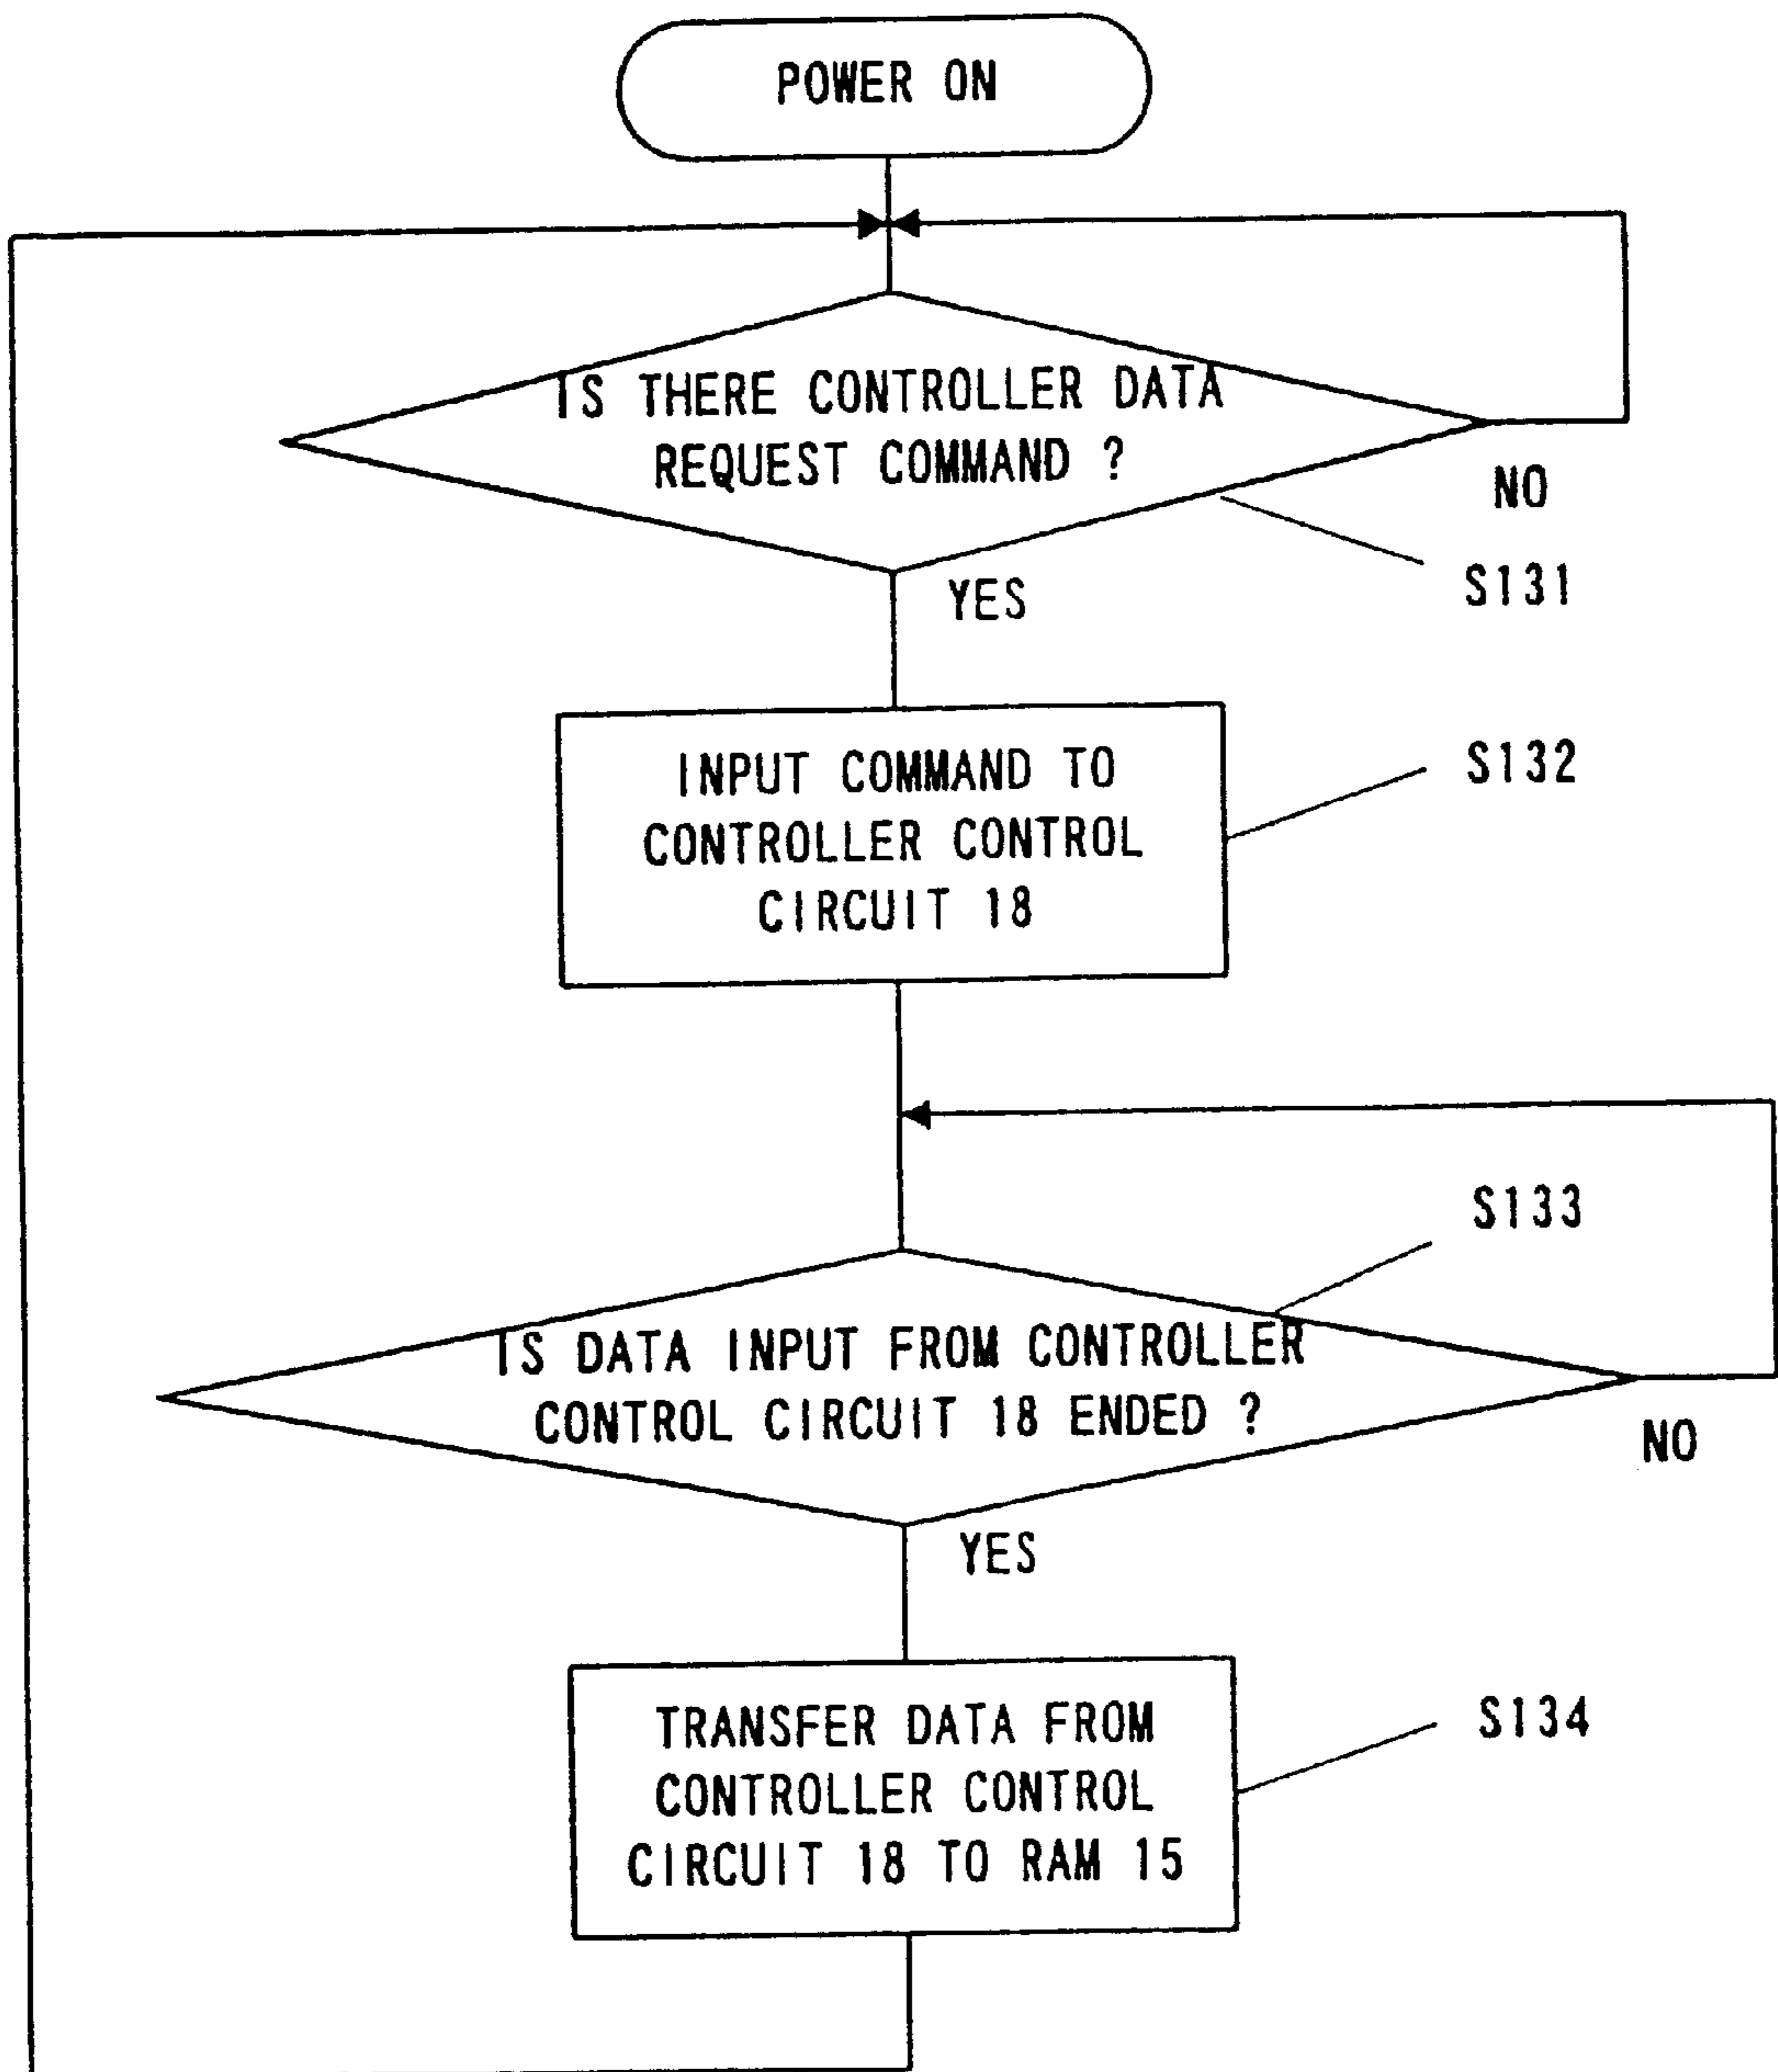 POWER ON
IS THERE CONTROLLER DATA
REQUEST COMMAND ?
NO
S131
YES
INPUT COMMAND TO
CONTROLLER CONTROL
CIRCUIT 18
S132
S133
IS DATA INPUT FROM CONTROLLER
CONTROL CIRCUIT 18 ENDED ?
NO
YES
TRANSFER DATA FROM
CONTROLLER CONTROL
CIRCUIT 18 TO RAM 15
S134